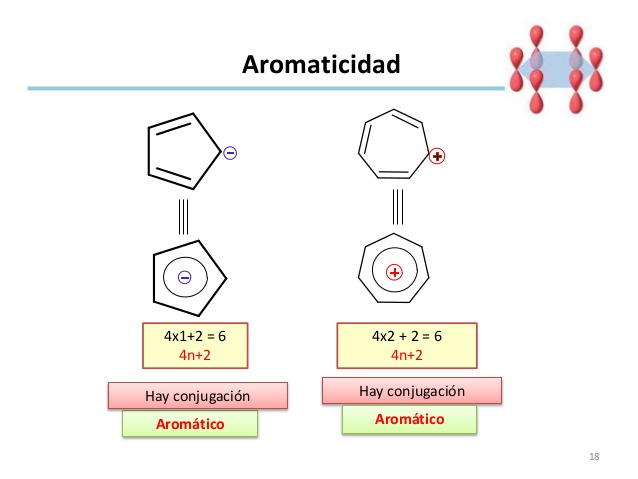 Aromaticidad
4x1+2 = 6
4n+2
4x2 + 2 = 6
4n+2
Hay conjugación
Aromático
Hay conjugación
Aromático
18